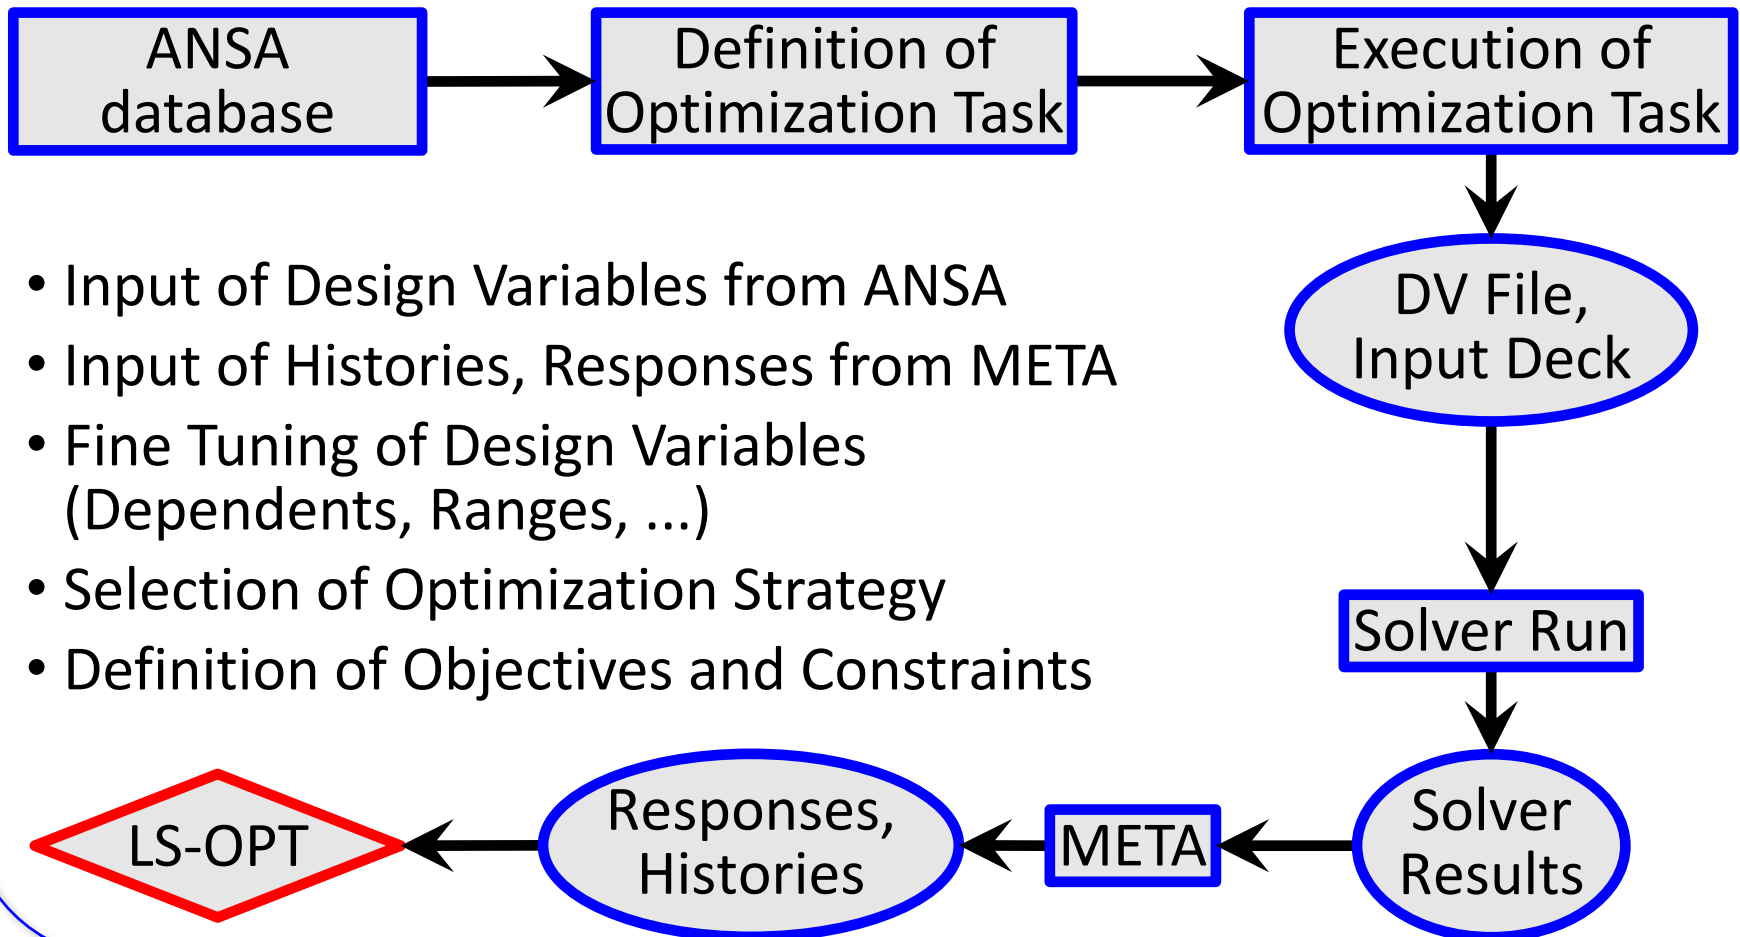 ANSA
database
Definition of
Optimization Task
Execution of
Optimization Task
• Input of Design Variables from ANSA
• Input of Histories, Responses from META
• Fine Tuning of Design Variables
(Dependents, Ranges, ...)
• Selection of Optimization Strategy
• Definition of Objectives and Constraints
DV File,
Input Deck
Solver Run
Solver
Results
META
Responses,
Histories
LS-OPT